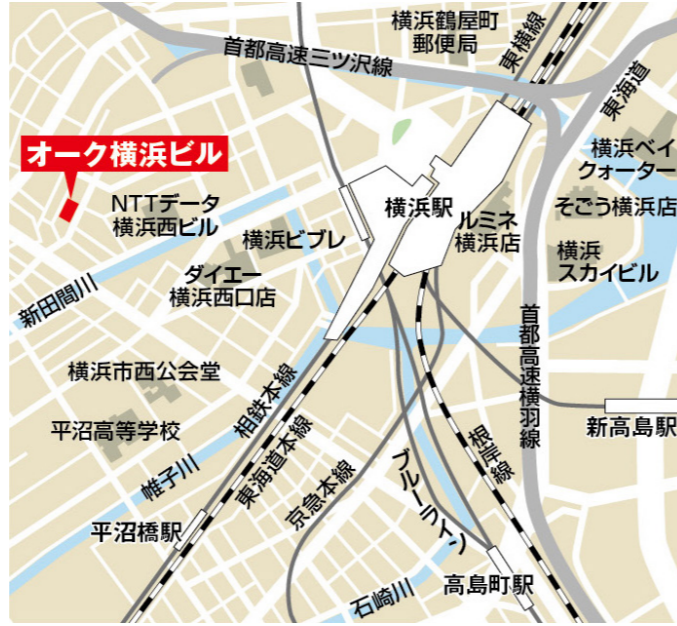 横浜鶴屋町
郵便局
東横線
首都高速三ツ沢線
東海道
オーク横浜ビル
横浜ベイ
クォーター
NTTデータ
横浜西ビル
横浜駅
ルミネ
横浜店
そごう横浜店
横浜ビブレ
横浜
スカイビル
ダイエー
横浜西口店
新田間川
首都高速横羽線
横浜市西公会堂
相鉄本線
東海道本線
平沼高等学校
新高島駅
根岸線
帷子川
京急本線
ブルーライン
平沼橋駅
高島町駅
石崎川